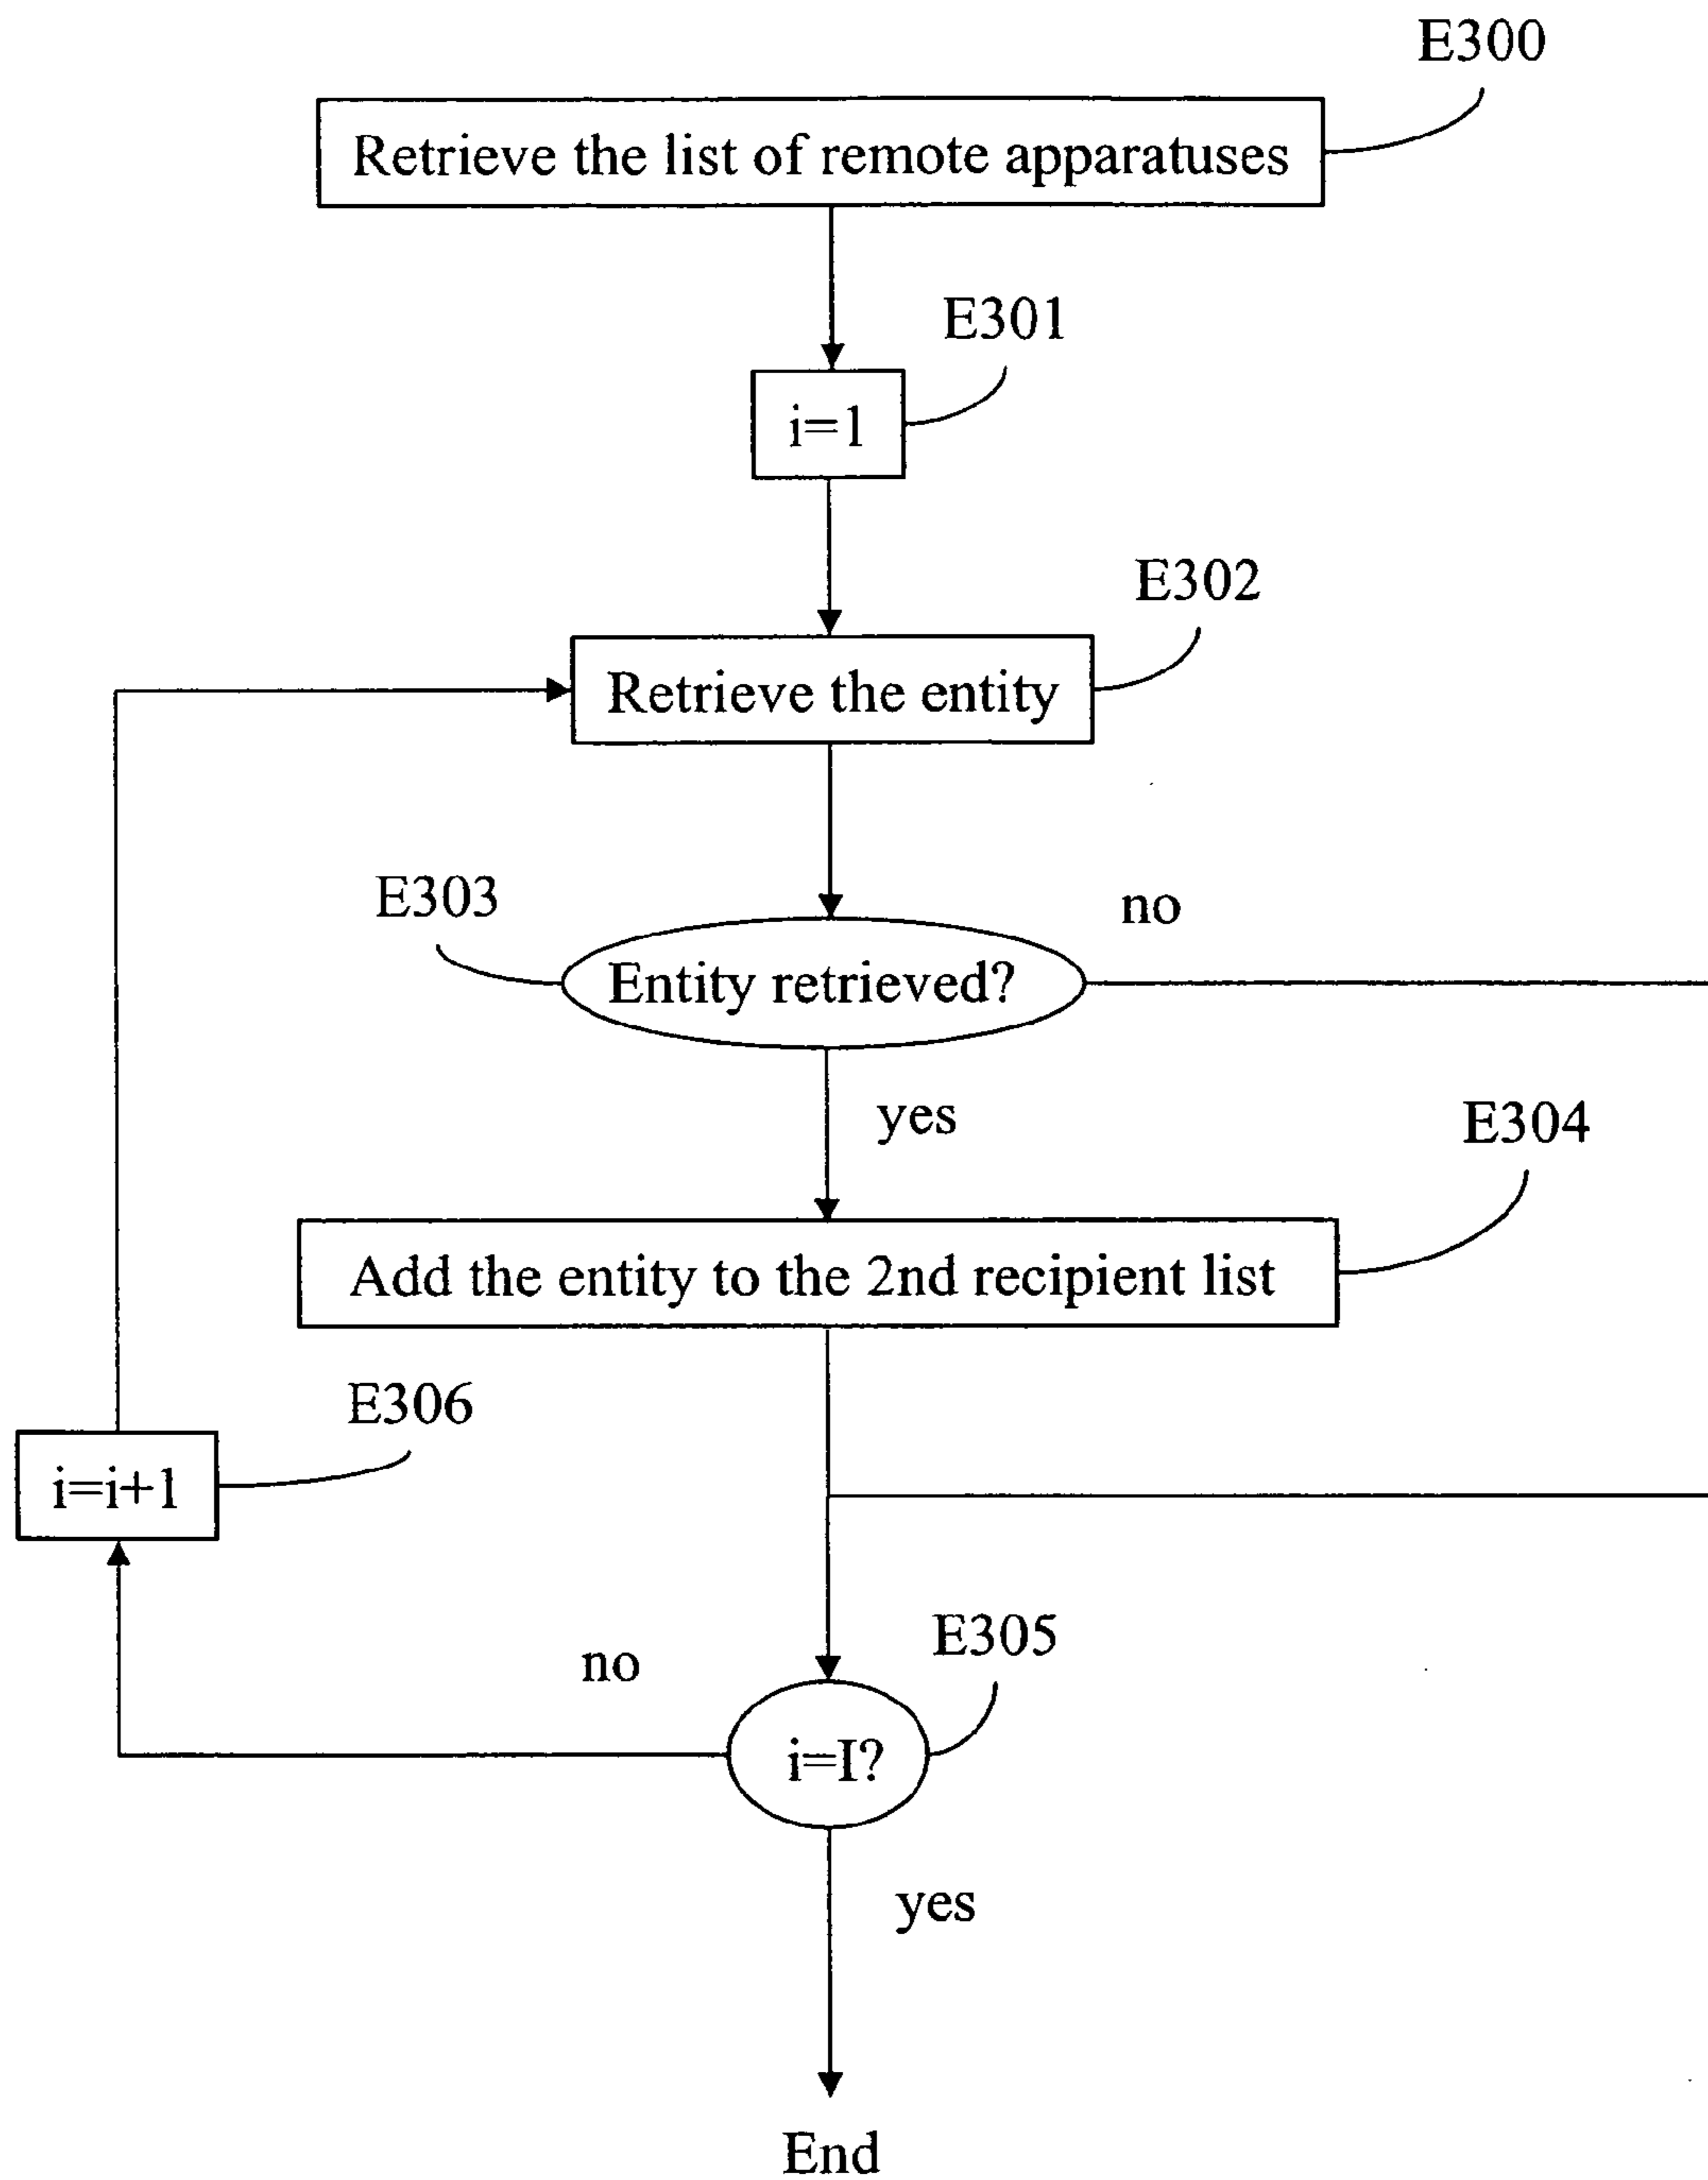 E300
Retrieve the list of remote apparatuses
E301
i=1
E302
Retrieve the entity
E303
no
Entity retrieved?
yes
E304
Add the entity to the 2nd recipient list
E306
i=i+1
E305
no
i=I?
yes
End